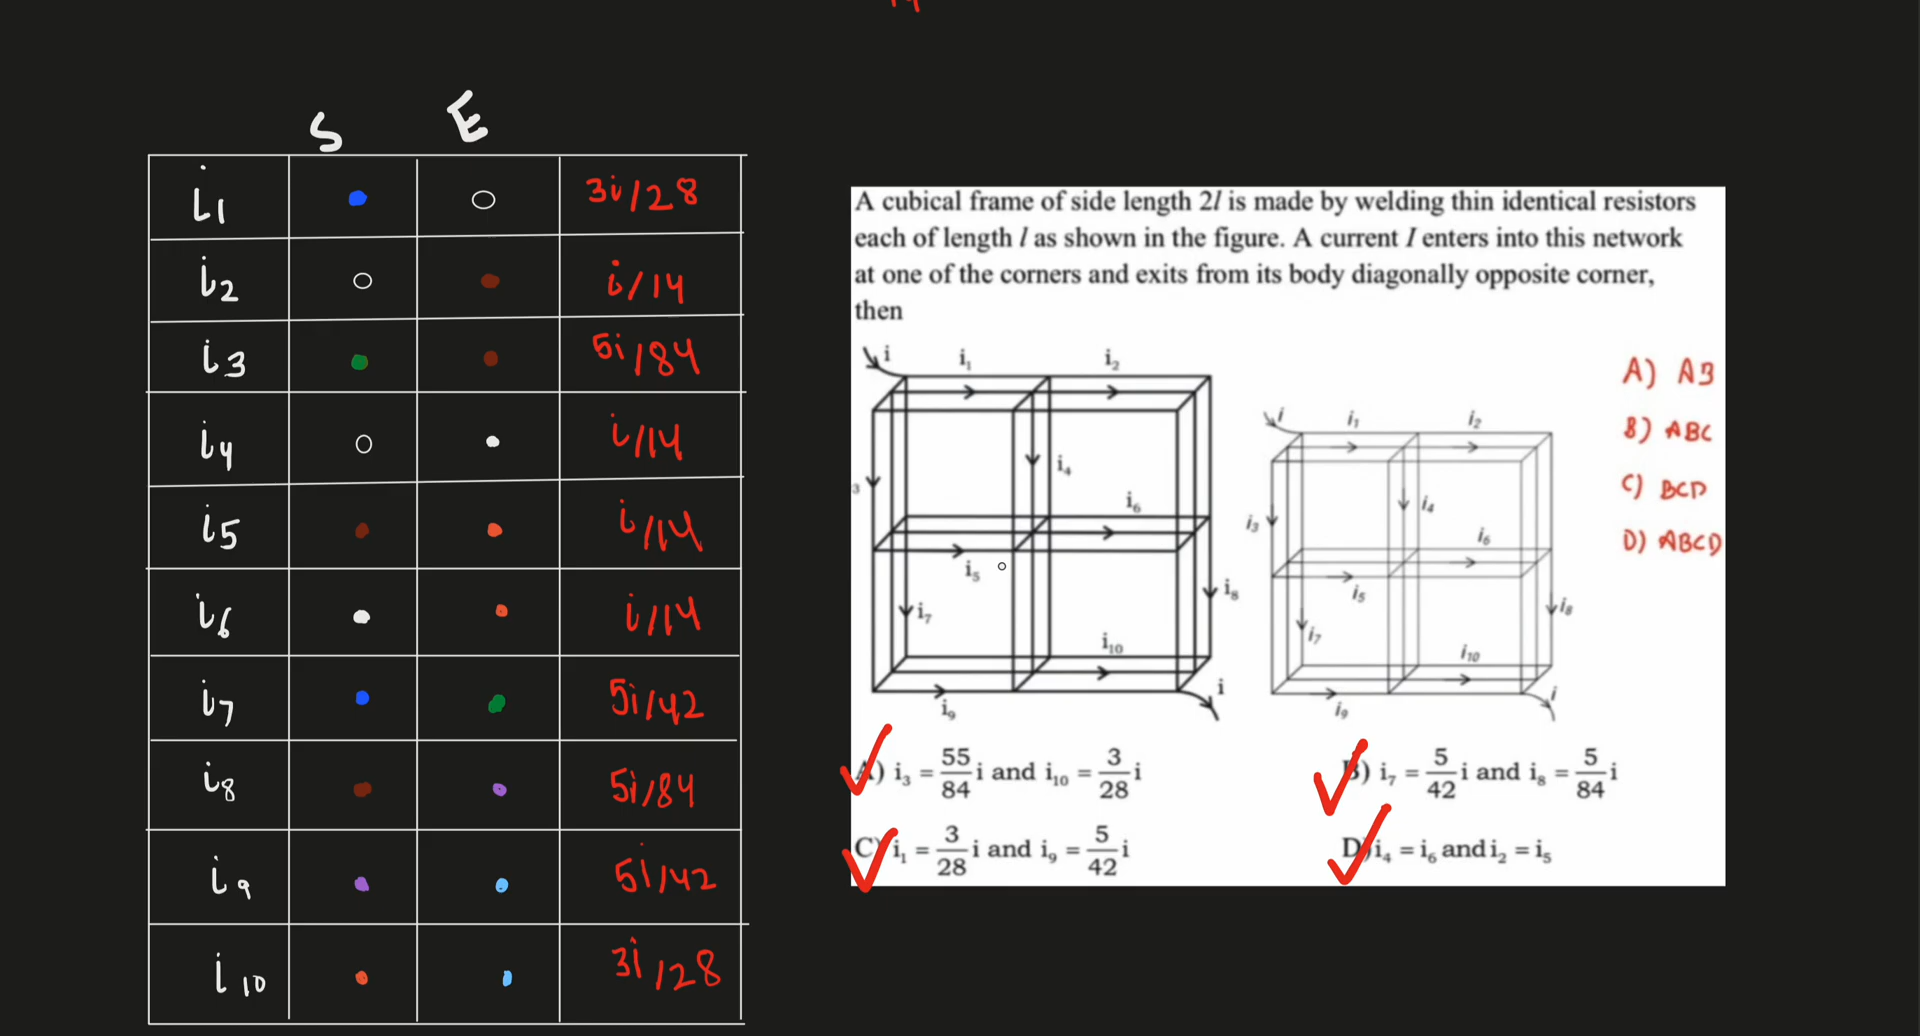 S E
i1 3i/28
i2 i/14
i3 5i/84
i4 i/14
i5 i/14
i6 i/14
i7 5i/42
i8 5i/84
i9 5i/42
i10 3i/28
A cubical frame of side length 2l is made by welding thin identical resistors
each of length l as shown in the figure. A current I enters into this network
at one of the corners and exits from its body diagonally opposite corner,
then
i i₁ i₂
3 i₄
i₆
i₅
i₇ i₈
i₁₀
i₉ i
i i₁ i₂
i₃ i₄
i₆
i₅
i₇ i₈
i₁₀
i₉ i
A) AB
B) ABC
C) BCD
D) ABCD
A) i₃ = 55/84 i and i₁₀ = 3/28 i
B) i₇ = 5/42 i and i₈ = 5/84 i
C) i₁ = 3/28 i and i₉ = 5/42 i
D) i₄ = i₆ and i₂ = i₅